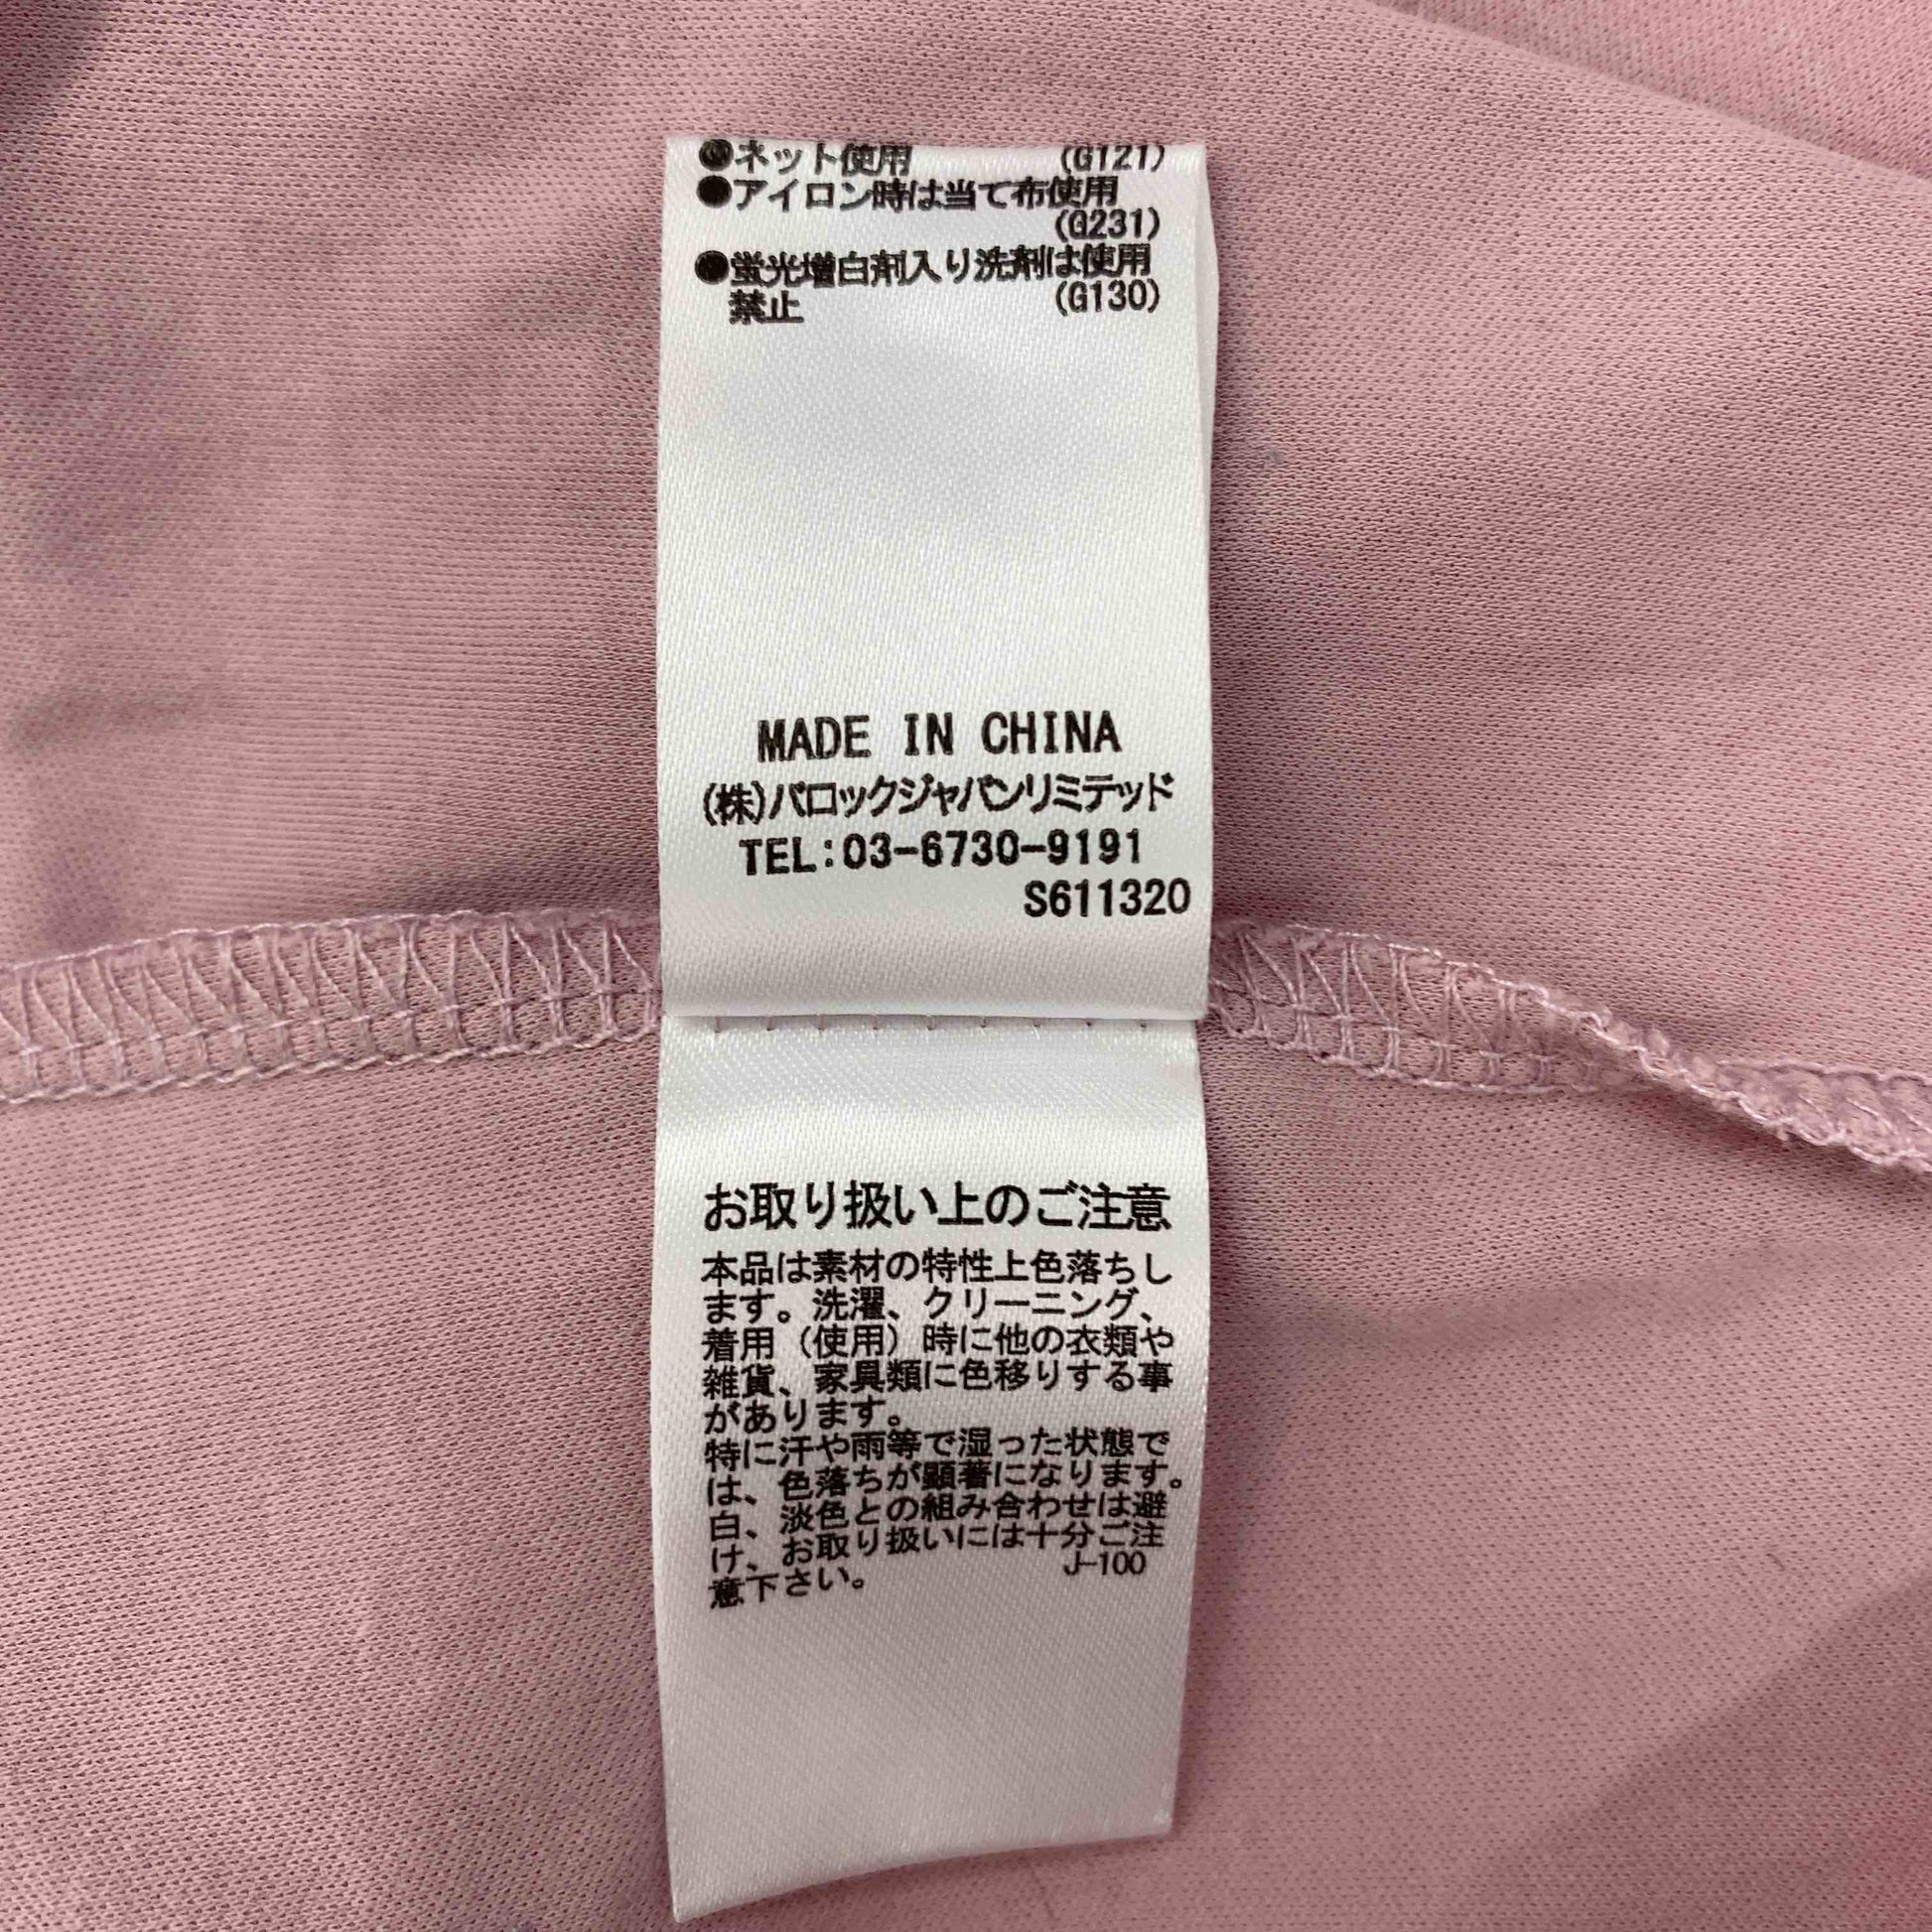 ●ネット使用 (G121)
●アイロン時は当て布使用
(G231)
●蛍光増白剤入り洗剤は使用
禁止 (G130)
MADE IN CHINA
(株)バロックジャパンリミテッド
TEL:03-6730-9191
S611320
お取り扱い上のご注意
本品は素材の特性上色落ちし
ます。洗濯、クリーニング、
着用（使用）時に他の衣類や
雑貨、家具類に色移りする事
があります。
特に汗や雨等で湿った状態で
は、色落ちが顕著になります。
白、淡色との組み合わせは避
け、お取り扱いには十分ご注
意下さい。 J-100